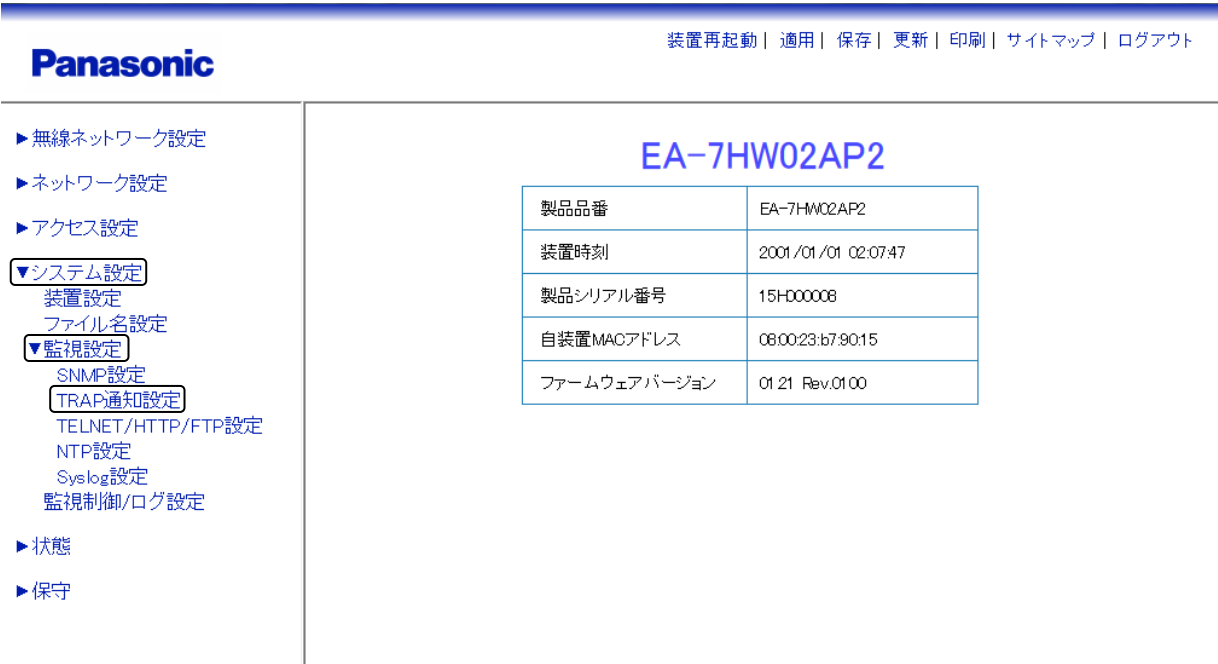 装置再起動| 適用| 保存| 更新| 印刷| サイトマップ| ログアウト
Panasonic
▶無線ネットワーク設定
▶ネットワーク設定
▶アクセス設定
▼システム設定
装置設定
ファイル名設定
▼監視設定
SNMP設定
TRAP通知設定
TELNET/HTTP/FTP設定
NTP設定
Syslog設定
監視制御/ログ設定
▶状態
▶保守
EA-7HW02AP2
製品品番 EA-7HW02AP2
装置時刻 2001/01/01 02:07:47
製品シリアル番号 15H000008
自装置MACアドレス 08:00:23:b7:90:15
ファームウェアバージョン 01.21 Rev.01.00